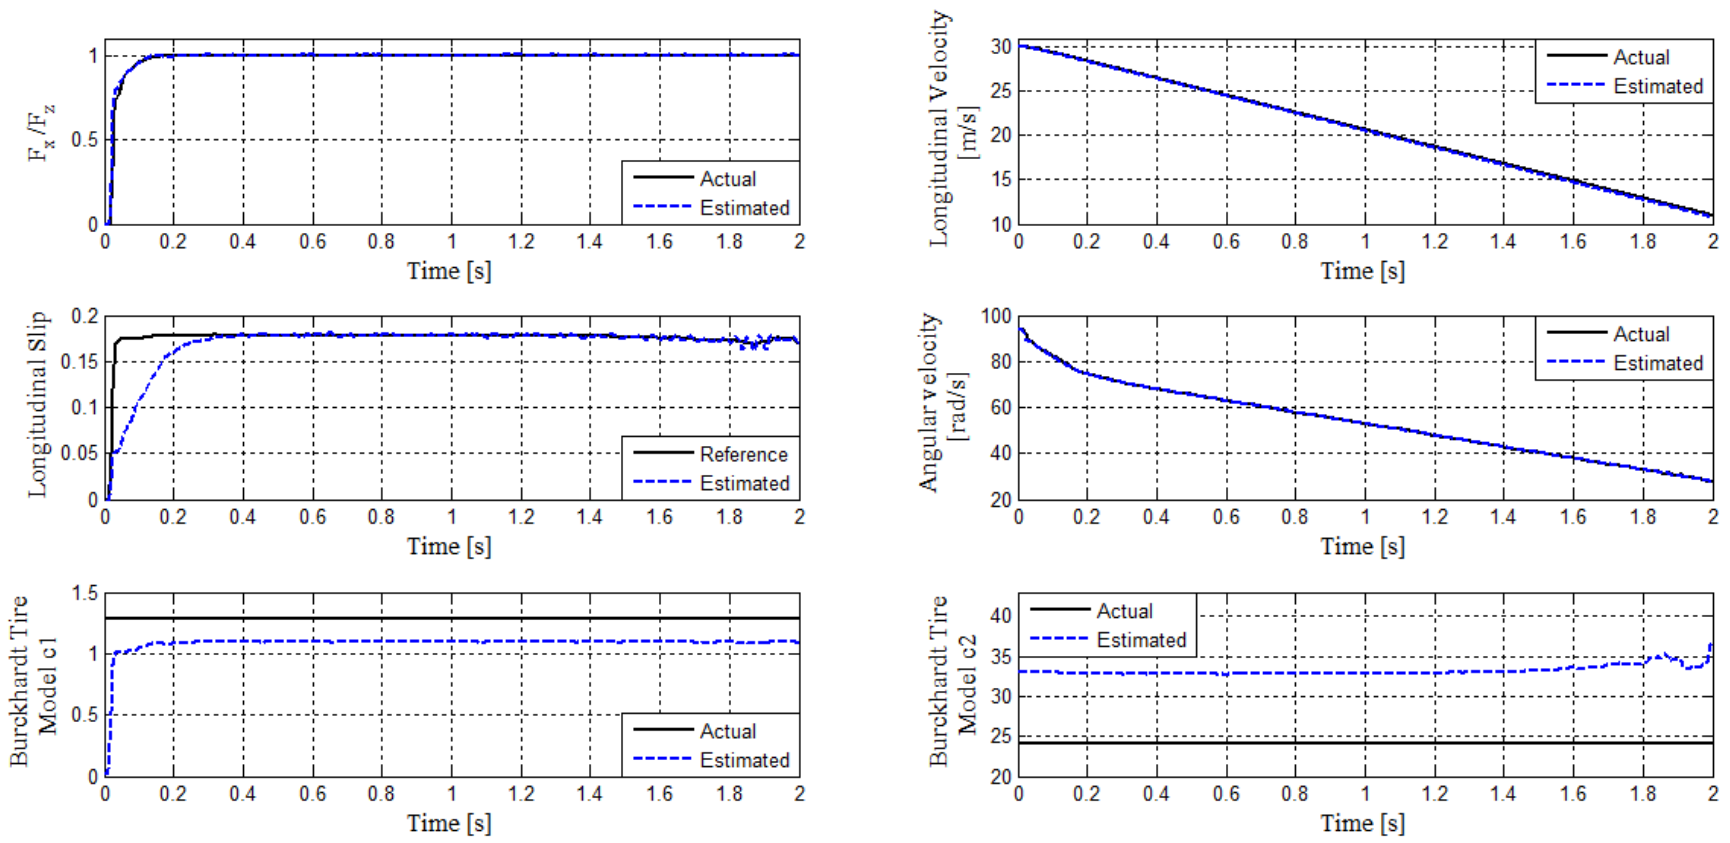 1
0.5
0
F_x/F_z
Actual
Estimated
0 0.2 0.4 0.6 0.8 1 1.2 1.4 1.6 1.8 2
Time [s]
30
25
20
15
10
Longitudinal Velocity
[m/s]
Actual
Estimated
0 0.2 0.4 0.6 0.8 1 1.2 1.4 1.6 1.8 2
Time [s]
0.2
0.15
0.1
0.05
0
Longitudinal Slip
Reference
Estimated
0 0.2 0.4 0.6 0.8 1 1.2 1.4 1.6 1.8 2
Time [s]
100
80
60
40
20
Angular velocity
[rad/s]
Actual
Estimated
0 0.2 0.4 0.6 0.8 1 1.2 1.4 1.6 1.8 2
Time [s]
1.5
1
0.5
0
Burckhardt Tire
Model c1
Actual
Estimated
0 0.2 0.4 0.6 0.8 1 1.2 1.4 1.6 1.8 2
Time [s]
40
35
30
25
20
Burckhardt Tire
Model c2
Actual
Estimated
0 0.2 0.4 0.6 0.8 1 1.2 1.4 1.6 1.8 2
Time [s]